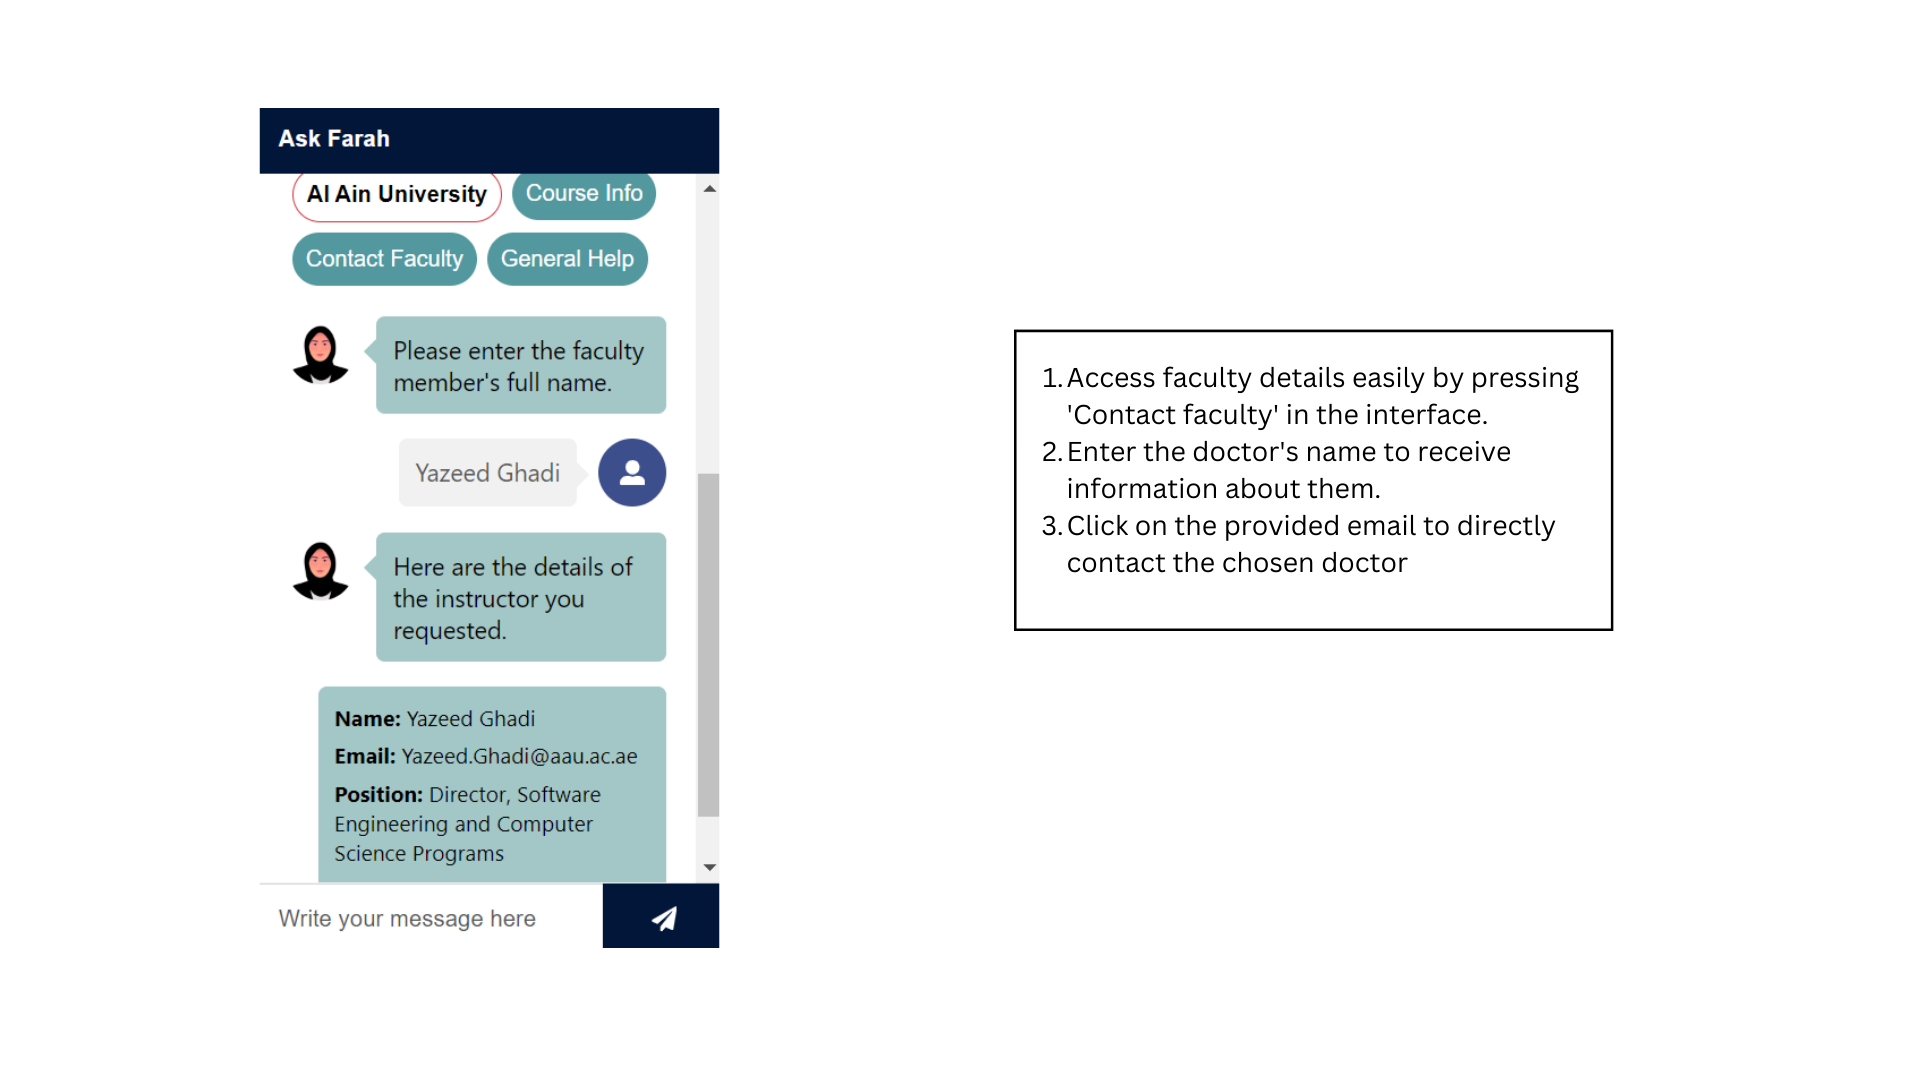 Ask Farah
Al Ain University
Course Info
Contact Faculty
General Help
Please enter the faculty
member's full name.
Yazeed Ghadi
Here are the details of
the instructor you
requested.
Name: Yazeed Ghadi
Email: Yazeed.Ghadi@aau.ac.ae
Position: Director, Software
Engineering and Computer
Science Programs
Write your message here
1. Access faculty details easily by pressing
'Contact faculty' in the interface.
2. Enter the doctor's name to receive
information about them.
3. Click on the provided email to directly
contact the chosen doctor